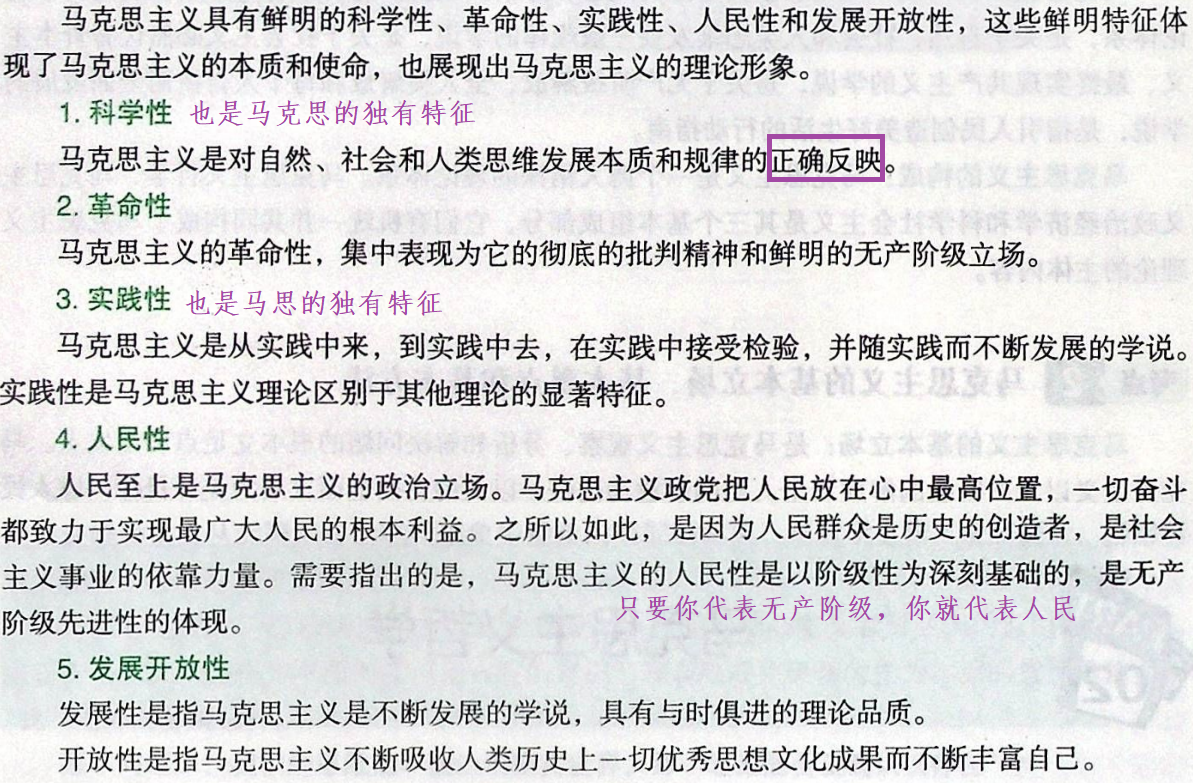 马克思主义具有鲜明的科学性、革命性、实践性、人民性和发展开放性，这些鲜明特征体
现了马克思主义的本质和使命，也展现出马克思主义的理论形象。
1. 科学性 也是马克思的独有特征
马克思主义是对自然、社会和人类思维发展本质和规律的正确反映。
2. 革命性
马克思主义的革命性，集中表现为它的彻底的批判精神和鲜明的无产阶级立场。
3. 实践性 也是马思的独有特征
马克思主义是从实践中来，到实践中去，在实践中接受检验，并随实践而不断发展的学说。
实践性是马克思主义理论区别于其他理论的显著特征。
4. 人民性
人民至上是马克思主义的政治立场。马克思主义政党把人民放在心中最高位置，一切奋斗
都致力于实现最广大人民的根本利益。之所以如此，是因为人民群众是历史的创造者，是社会
主义事业的依靠力量。需要指出的是，马克思主义的人民性是以阶级性为深刻基础的，是无产
只要你代表无产阶级，你就代表人民
阶级先进性的体现。
5. 发展开放性
发展性是指马克思主义是不断发展的学说，具有与时俱进的理论品质。
开放性是指马克思主义不断吸收人类历史上一切优秀思想文化成果而不断丰富自己。